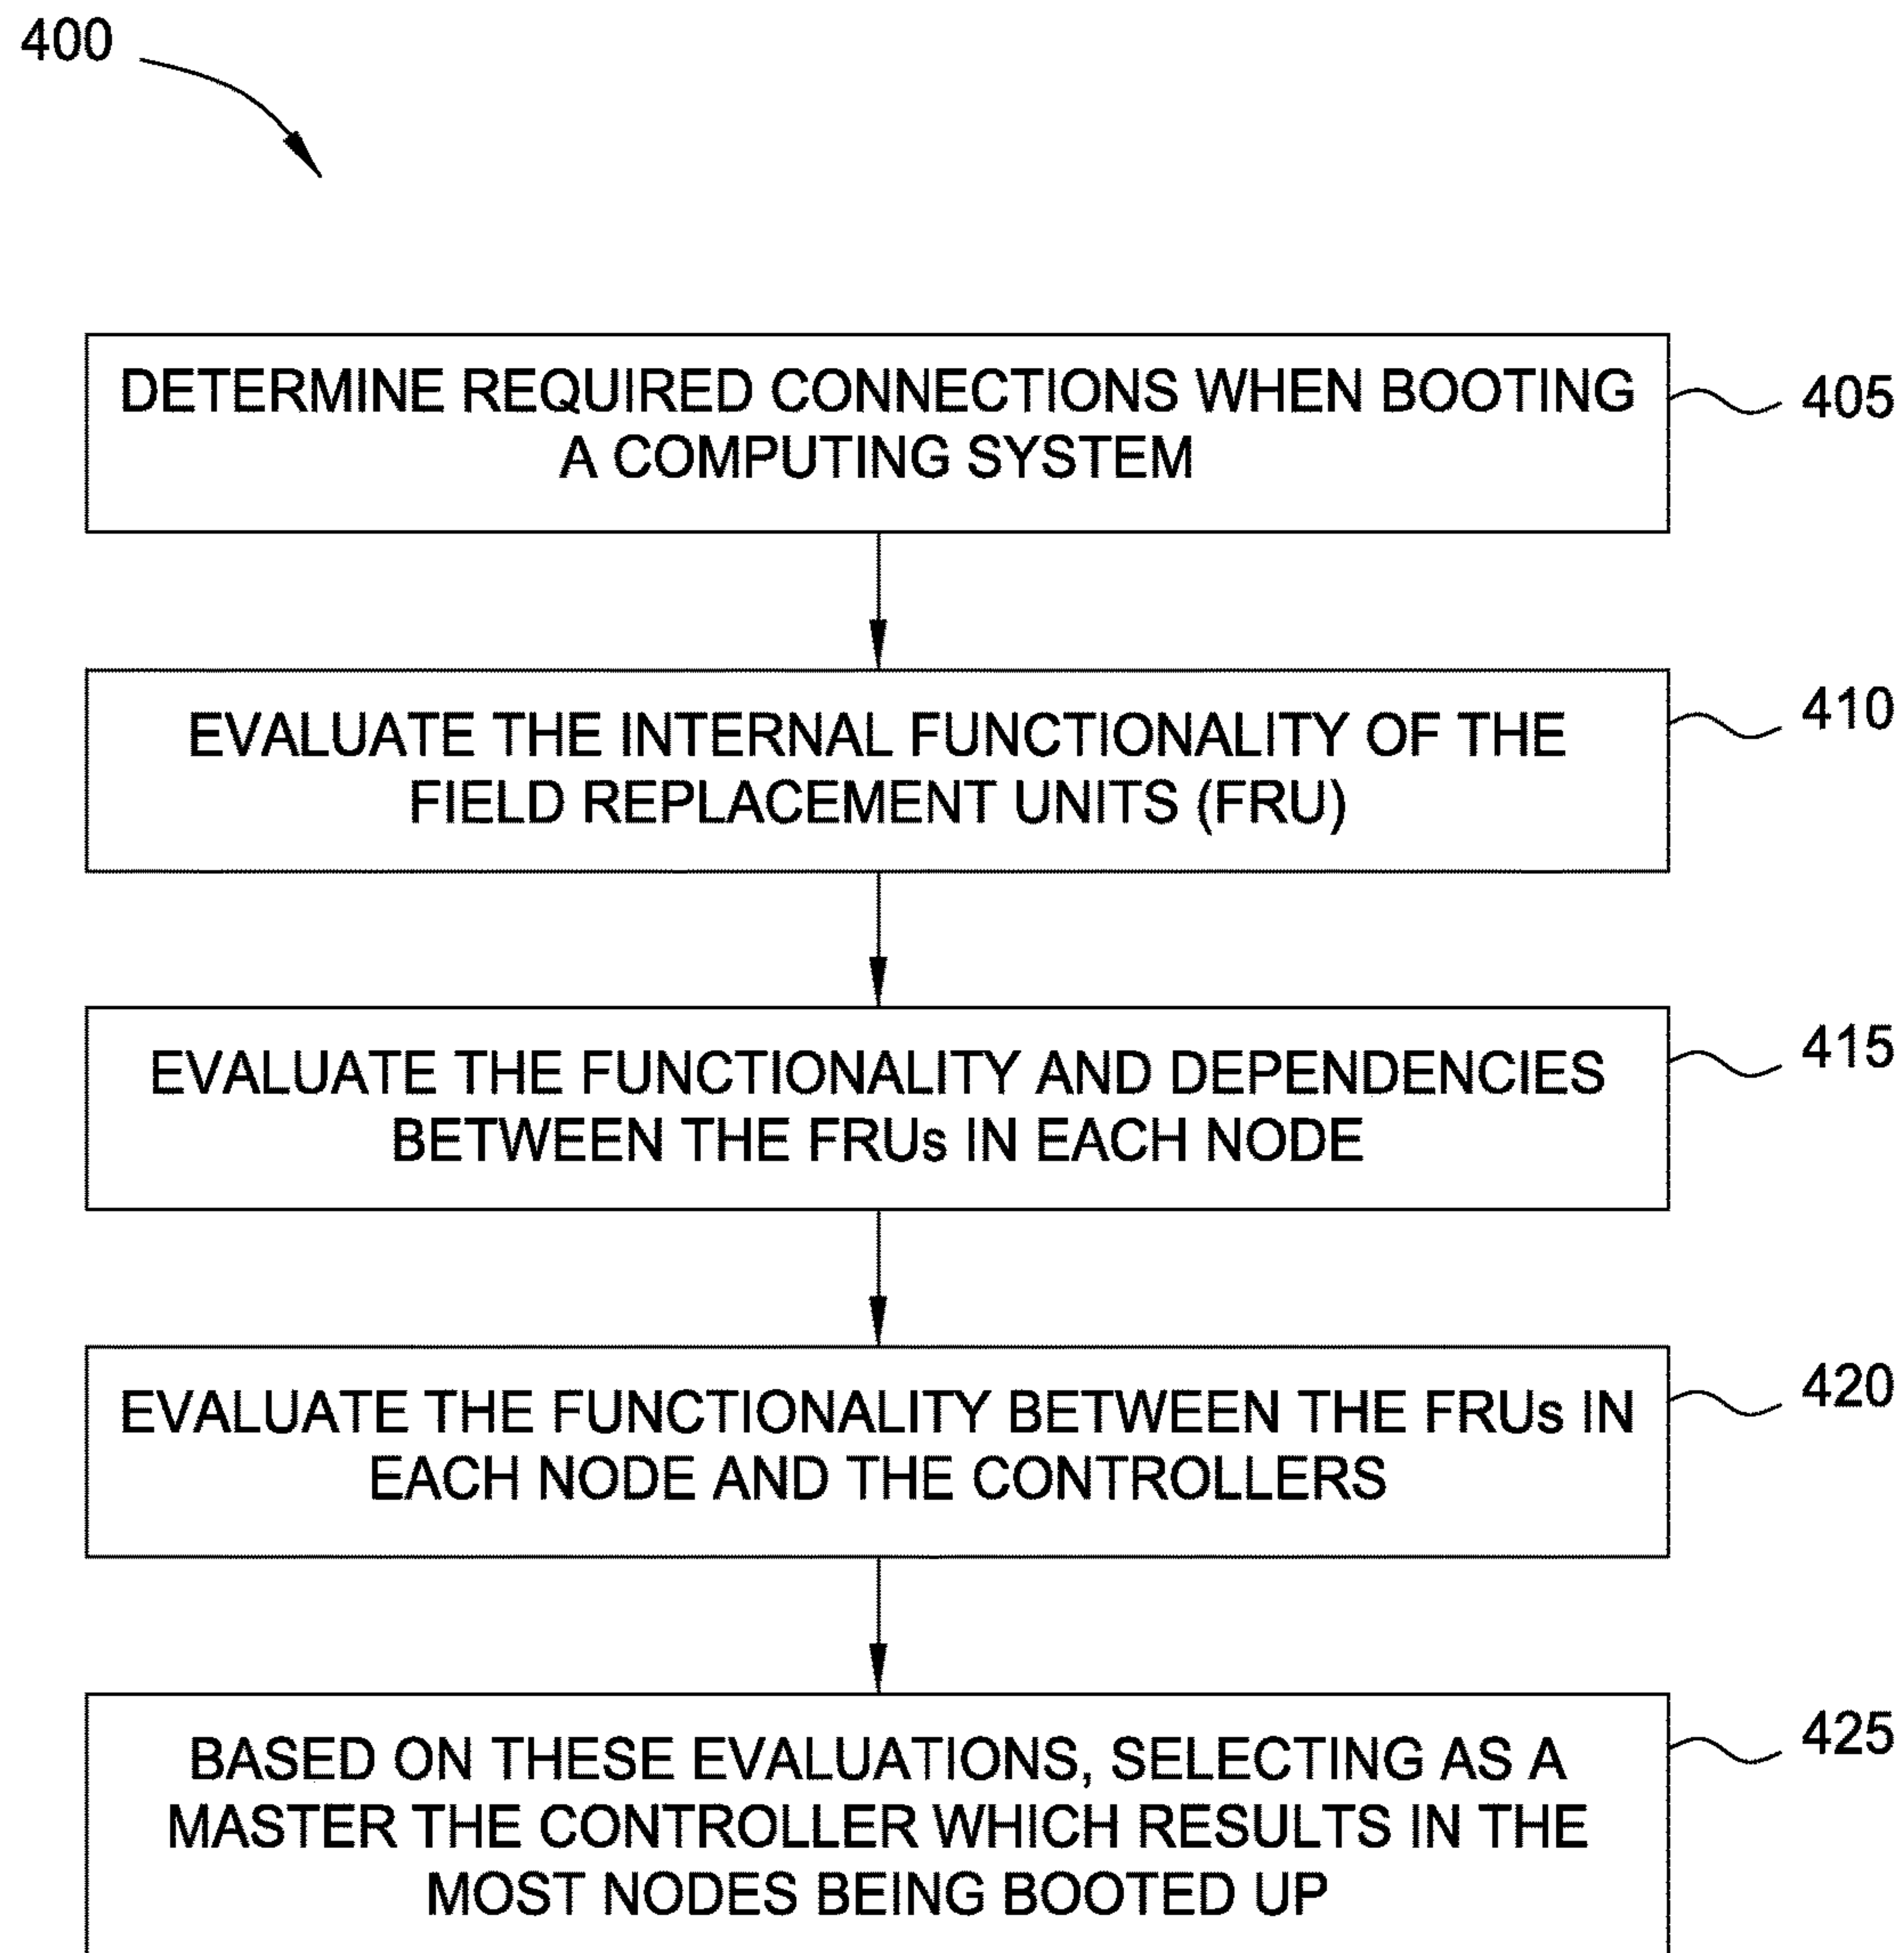 400
DETERMINE REQUIRED CONNECTIONS WHEN BOOTING
A COMPUTING SYSTEM
405
EVALUATE THE INTERNAL FUNCTIONALITY OF THE
FIELD REPLACEMENT UNITS (FRU)
410
EVALUATE THE FUNCTIONALITY AND DEPENDENCIES
BETWEEN THE FRUs IN EACH NODE
415
EVALUATE THE FUNCTIONALITY BETWEEN THE FRUs IN
EACH NODE AND THE CONTROLLERS
420
BASED ON THESE EVALUATIONS, SELECTING AS A
MASTER THE CONTROLLER WHICH RESULTS IN THE
MOST NODES BEING BOOTED UP
425